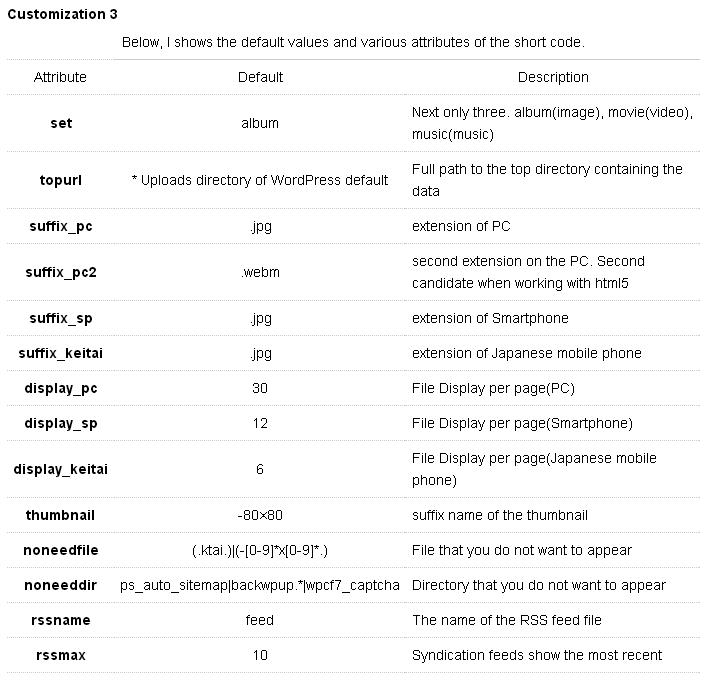 Customization 3
Below, I shows the default values and various attributes of the short code.
Attribute Default Description
set album Next only three. album(image), movie(video),
music(music)
topurl * Uploads directory of WordPress default Full path to the top directory containing the
data
suffix_pc .jpg extension of PC
suffix_pc2 .webm second extension on the PC. Second
candidate when working with html5
suffix_sp .jpg extension of Smartphone
suffix_keitai .jpg extension of Japanese mobile phone
display_pc 30 File Display per page(PC)
display_sp 12 File Display per page(Smartphone)
display_keitai 6 File Display per page(Japanese mobile
phone)
thumbnail -80×80 suffix name of the thumbnail
noneedfile (.ktai.)|(-[0-9]*x[0-9]*.) File that you do not want to appear
noneeddir ps_auto_sitemap|backwpup.*|wpcf7_captcha Directory that you do not want to appear
rssname feed The name of the RSS feed file
rssmax 10 Syndication feeds show the most recent